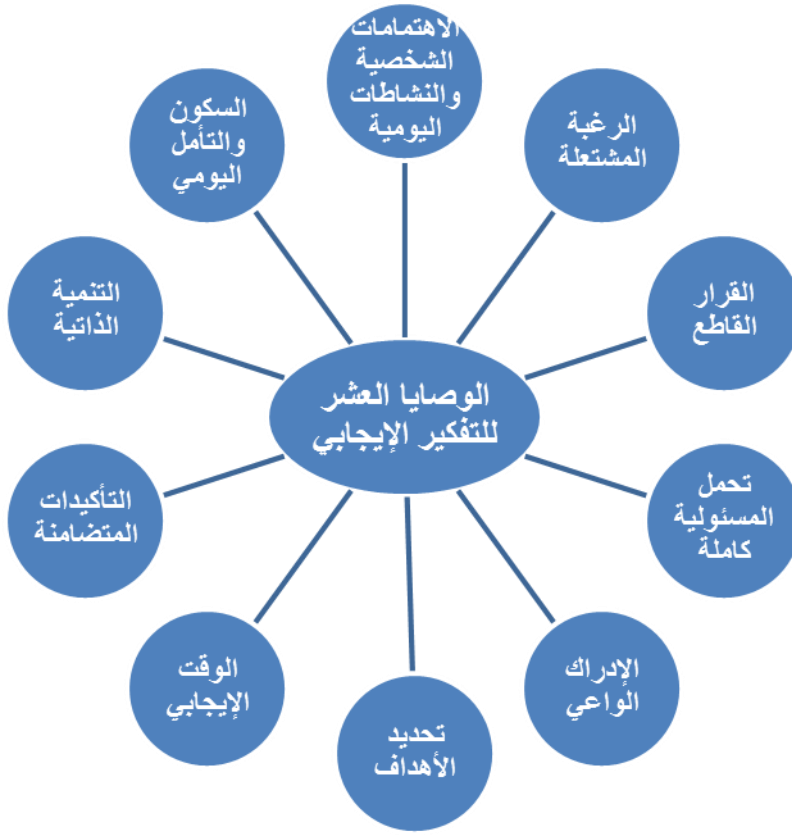 الاهتمامات
الشخصية
والنشاطات
اليومية
الرغبة
المشتعلة
القرار
القاطع
تحمل
المسئولية
كاملة
الإدراك
الواعي
تحديد
الأهداف
الوقت
الإيجابي
التأكيدات
المتضامنة
التنمية
الذاتية
السكون
والتأمل
اليومي
الوصايا العشر
للتفكير الإيجابي